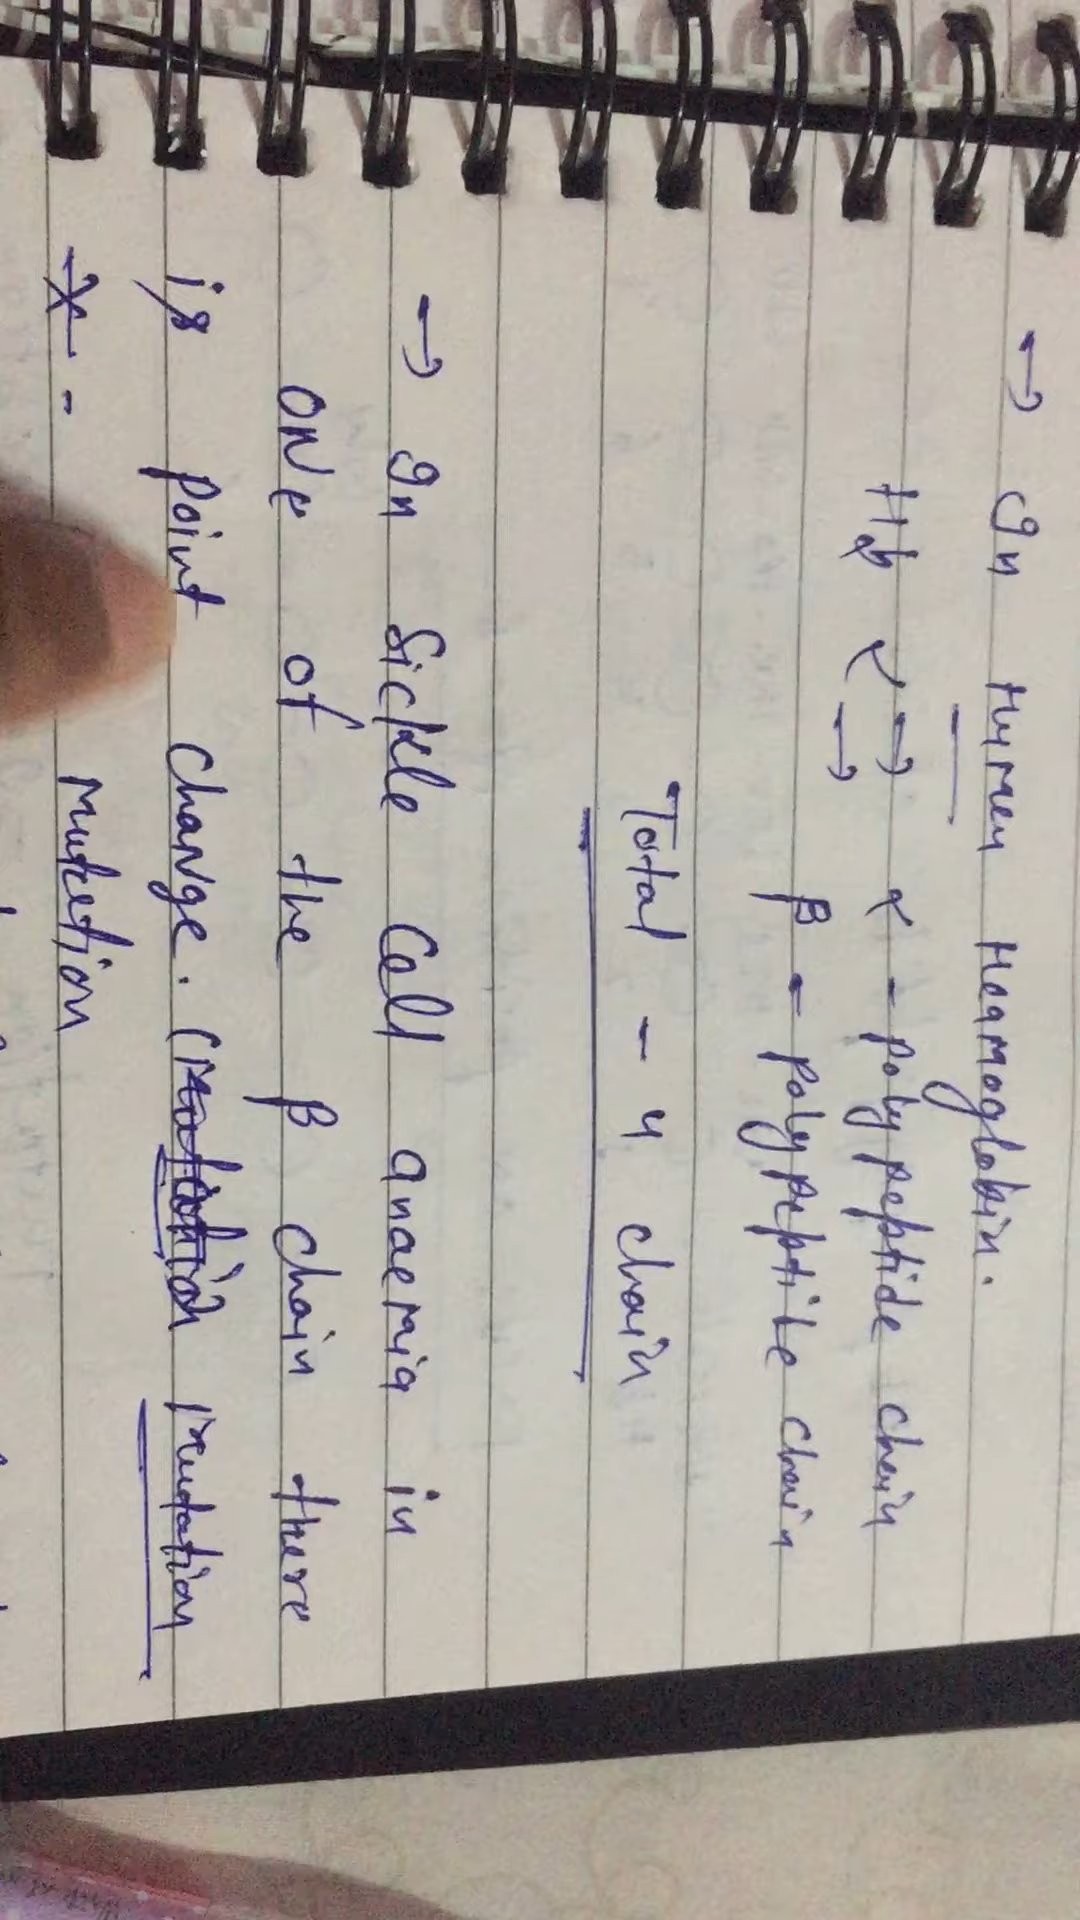 → In Human Heamoglobin.
Hb < → α - polypeptide chain
→ β - polypeptide chain
Total - 4 chain
→ In Sickle Cell anaemia in
ONe of the β chain there
is point change. (mutation
Mutation